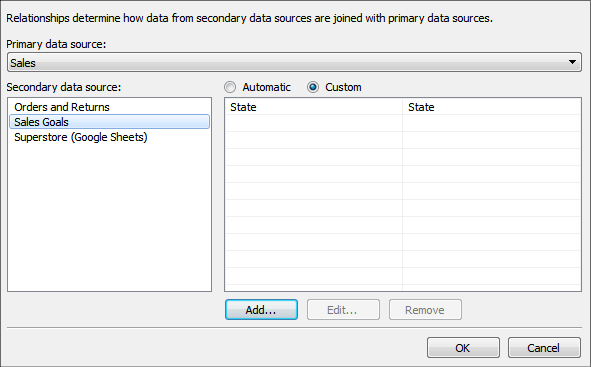 Relationships determine how data from secondary data sources are joined with primary data sources.
Primary data source:
Sales
Secondary data source:
Automatic Custom
Orders and Returns
Sales Goals
Superstore (Google Sheets)
State State
Add... Edit... Remove
OK Cancel